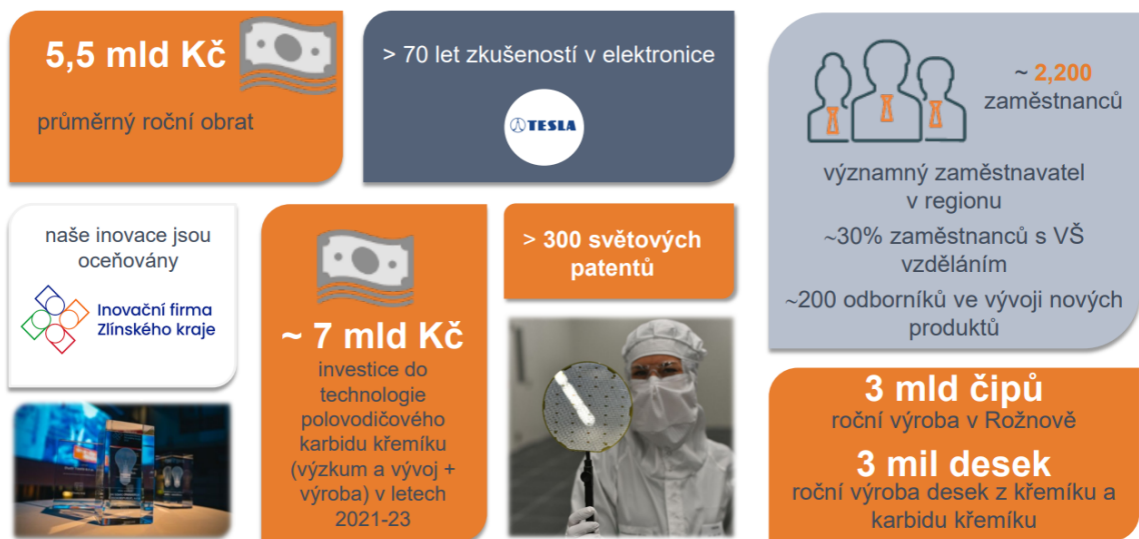 5,5 mld Kč
průměrný roční obrat
> 70 let zkušeností v elektronice
TESLA
~ 2,200
zaměstnanců
významný zaměstnavatel
v regionu
~30% zaměstnanců s VŠ
vzděláním
~200 odborníků ve vývoji nových
produktů
naše inovace jsou
oceňovány
Inovační firma
Zlínského kraje
~ 7 mld Kč
investice do
technologie
polovodičového
karbidu křemíku
(výzkum a vývoj +
výroba) v letech
2021-23
> 300 světových
patentů
3 mld čipů
roční výroba v Rožnově
3 mil desek
roční výroba desek z křemíku a
karbidu křemíku